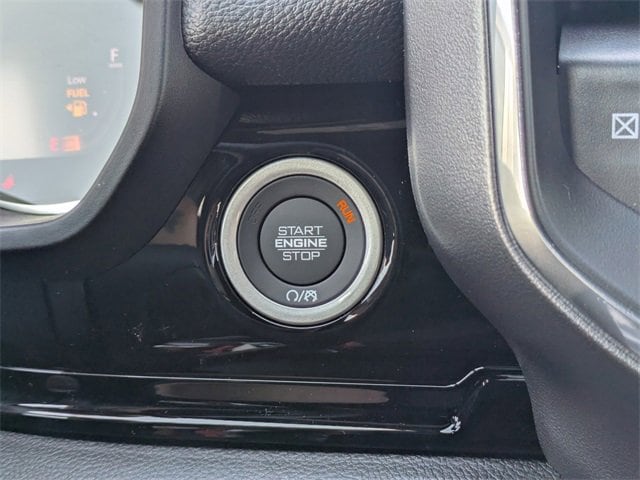 F
Low
FUEL
E
RUN
START
ENGINE
STOP